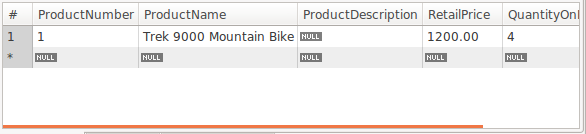 # ProductNumber ProductName ProductDescription RetailPrice QuantityOn
1 1 Trek 9000 Mountain Bike NULL 1200.00 4
* NULL NULL NULL NULL NULL